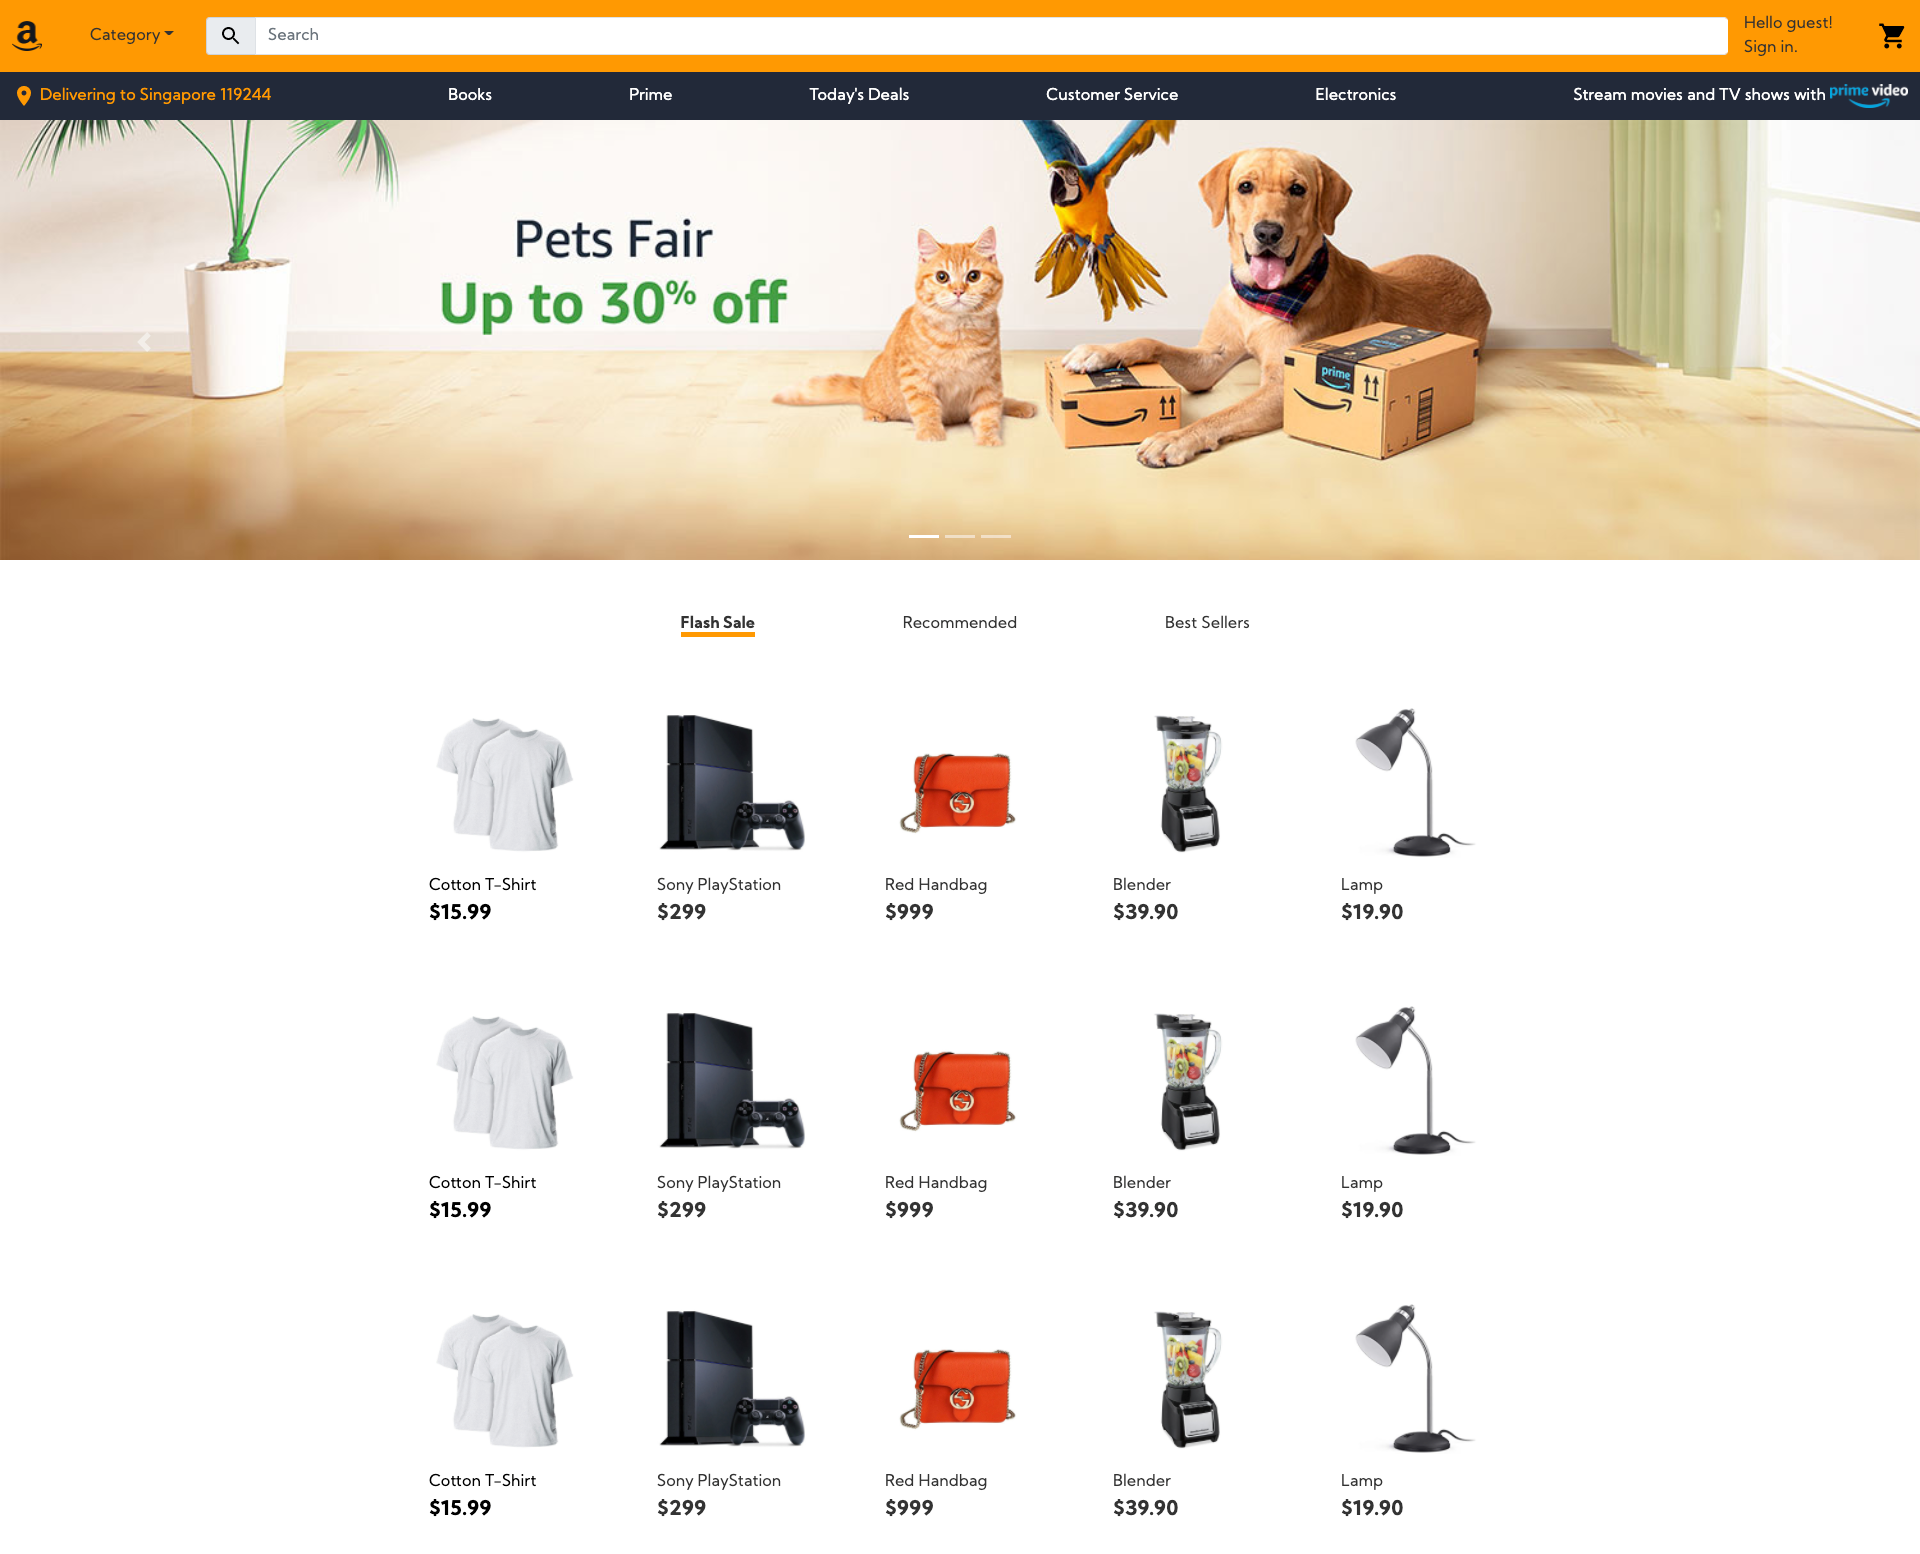 a
Category
Search
Hello guest!
Sign in.
Delivering to Singapore 119244
Books
Prime
Today's Deals
Customer Service
Electronics
Stream movies and TV shows with prime video
Pets Fair
Up to 30% off
prime
Flash Sale
Recommended
Best Sellers
Cotton T-Shirt
Sony PlayStation
Red Handbag
Blender
Lamp
$15.99
$299
$999
$39.90
$19.90
Cotton T-Shirt
Sony PlayStation
Red Handbag
Blender
Lamp
$15.99
$299
$999
$39.90
$19.90
Cotton T-Shirt
Sony PlayStation
Red Handbag
Blender
Lamp
$15.99
$299
$999
$39.90
$19.90